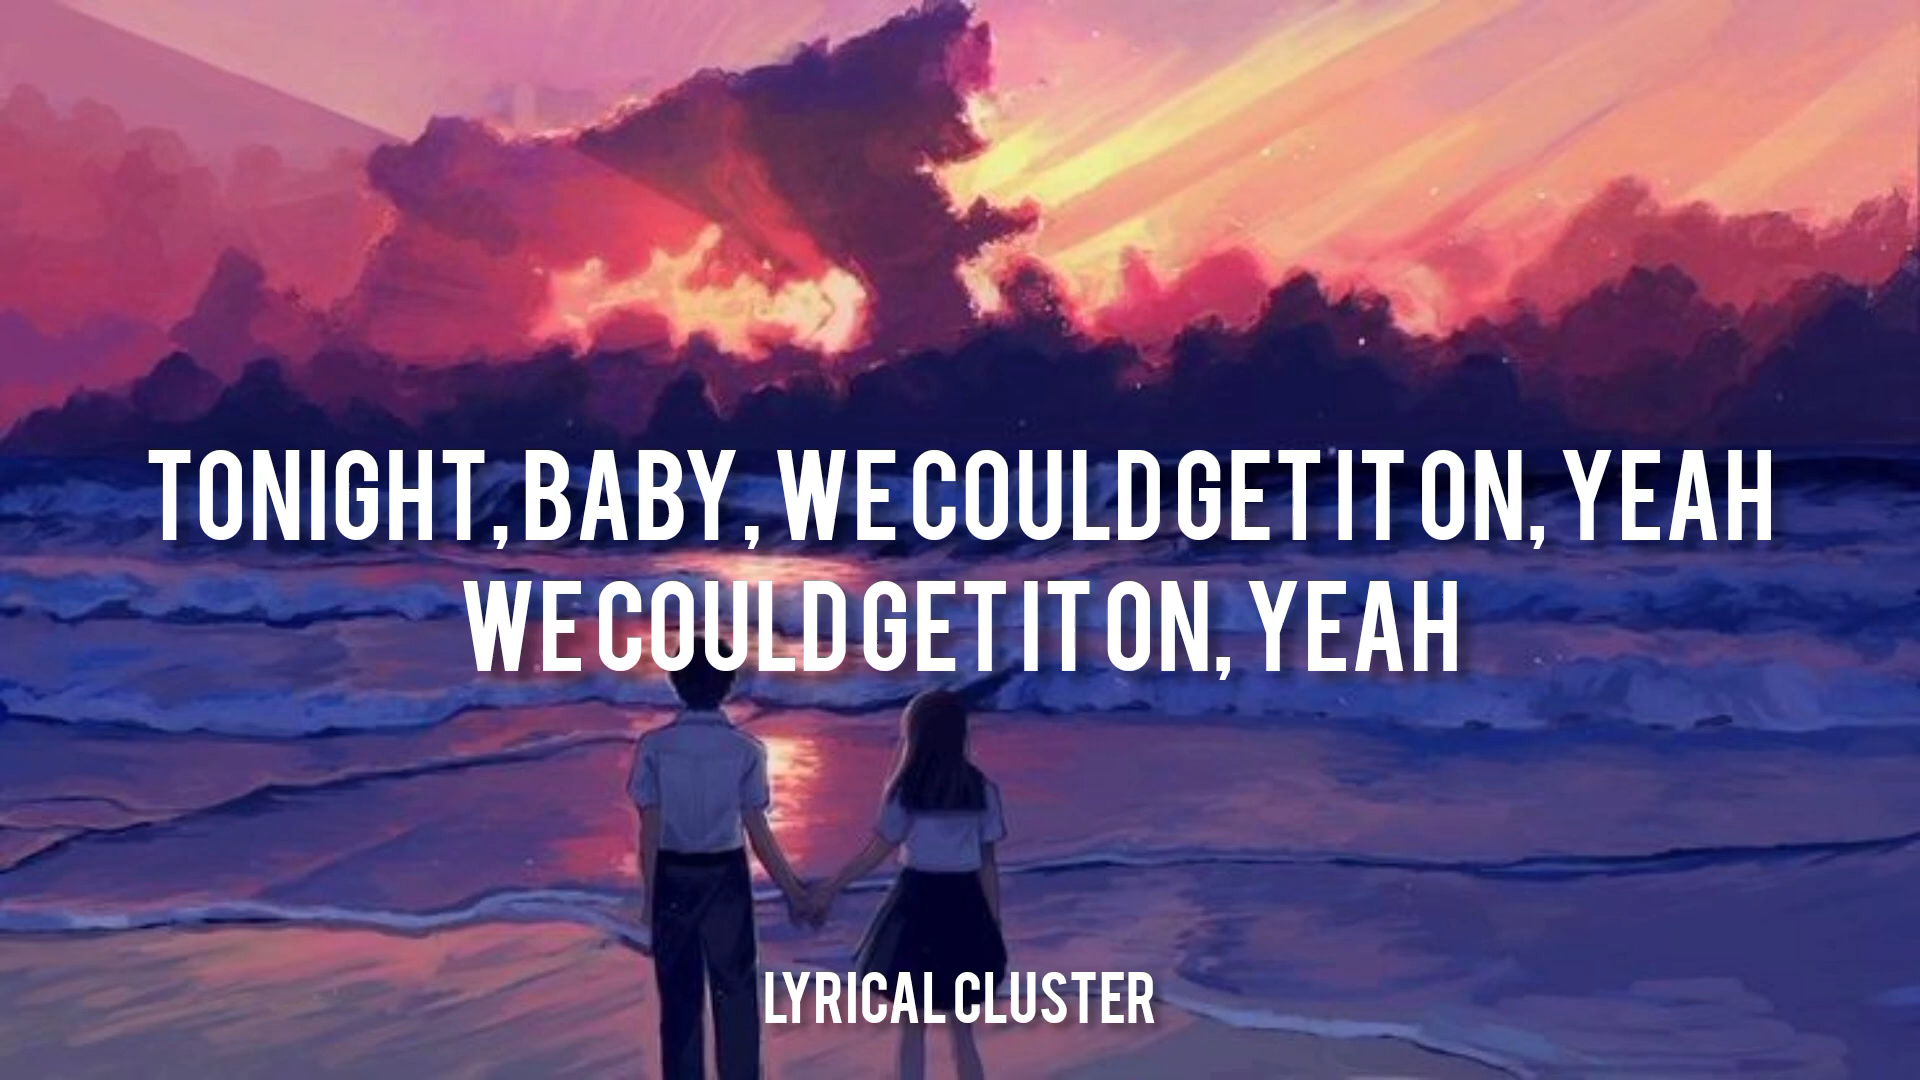 TONIGHT, BABY, WE COULD GET IT ON, YEAH
WE COULD GET IT ON, YEAH
LYRICAL CLUSTER